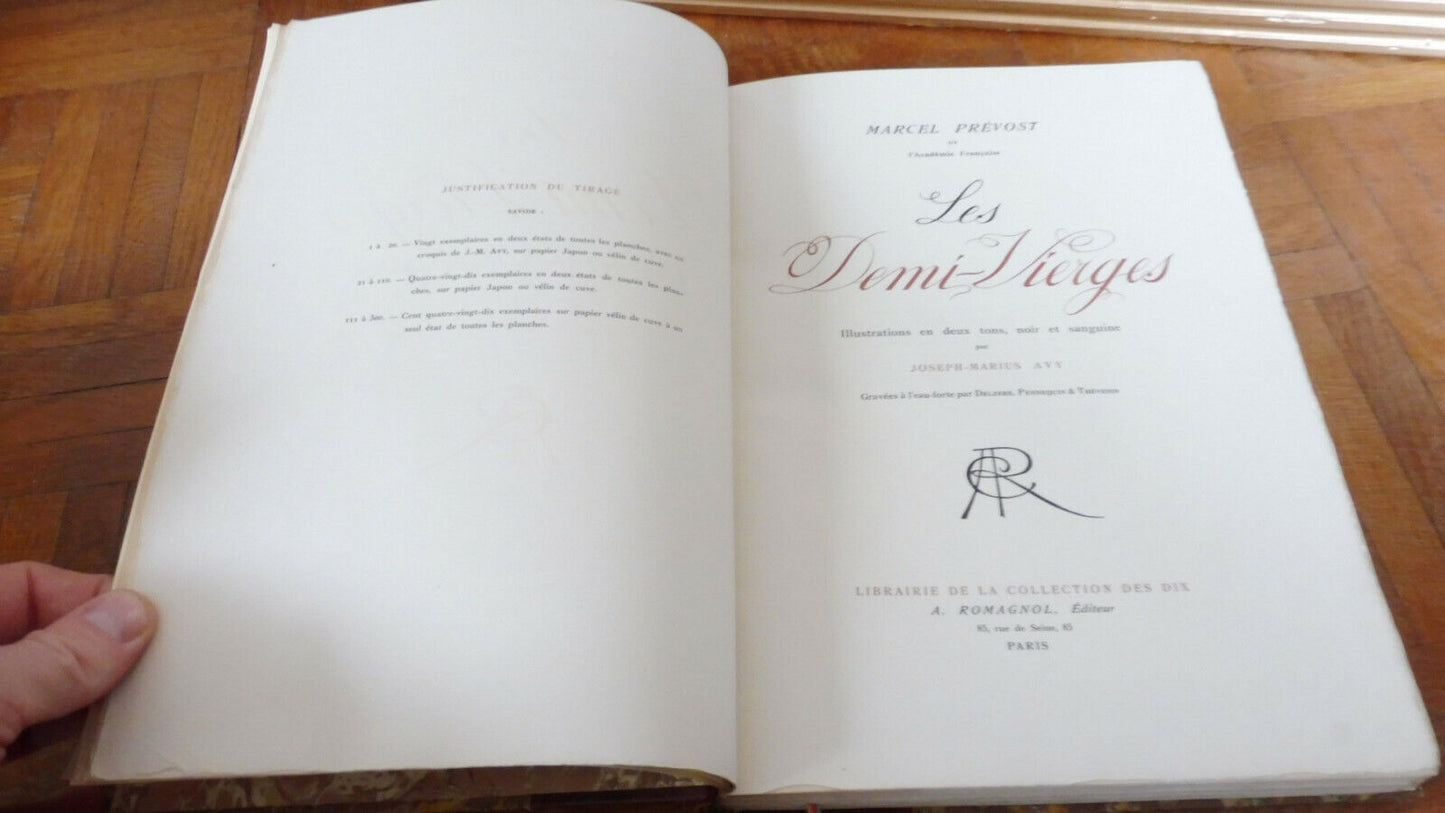 JUSTIFICATION DU TIRAGE
SAVOIR :
1 à 20. — Vingt exemplaires en deux états de toutes les planches, avec un
croquis de J.-M. AVY, sur papier Japon ou vélin de cuve.
21 à 110. — Quatre-vingt-dix exemplaires en deux états de toutes les plan-
ches, sur papier Japon ou vélin de cuve.
111 à 300. — Cent quatre-vingt-dix exemplaires sur papier vélin de cuve à un
seul état de toutes les planches.
MARCEL PRÉVOST
DE
l'Académie Française
Les
Demi-Vierges
Illustrations en deux tons, noir et sanguine
par
JOSEPH-MARIUS AVY
Gravées à l'eau-forte par DELZERS, PENNEQUIN & THÉVENIN
AR
LIBRAIRIE DE LA COLLECTION DES DIX
A. ROMAGNOL, Éditeur
85, rue de Seine, 85
PARIS